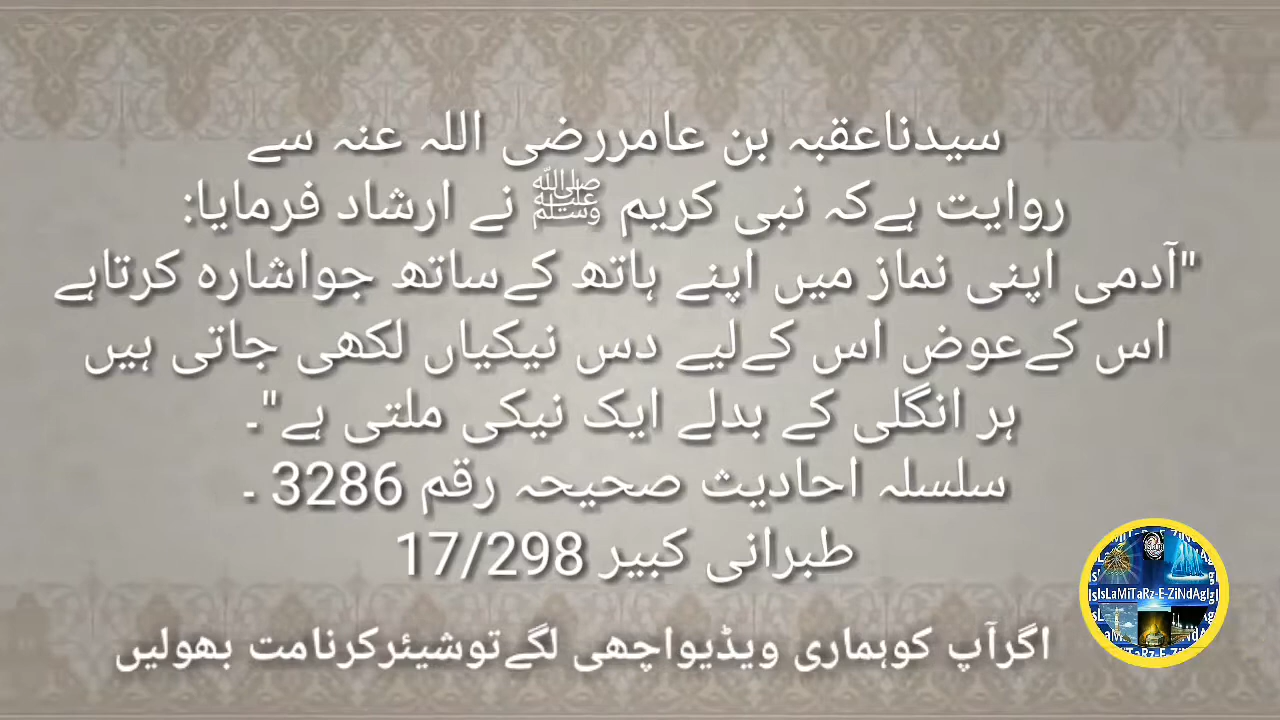 سیدناعقبہ بن عامررضی اللہ عنہ سے
روایت ہےکہ نبی کریم ﷺ نے ارشاد فرمایا:
"آدمی اپنی نماز میں اپنے ہاتھ کےساتھ جواشارہ کرتاہے
اس کےعوض اس کےلیے دس نیکیاں لکھی جاتی ہیں
ہر انگلی کے بدلے ایک نیکی ملتی ہے"۔
سلسلہ احادیث صحیحہ رقم 3286 ۔
طبرانی کبیر 17/298
IsLaMiTaRz-E-ZiNdAgI
اگرآپ کوہماری ویڈیواچھی لگےتوشیئرکرنامت بھولیں